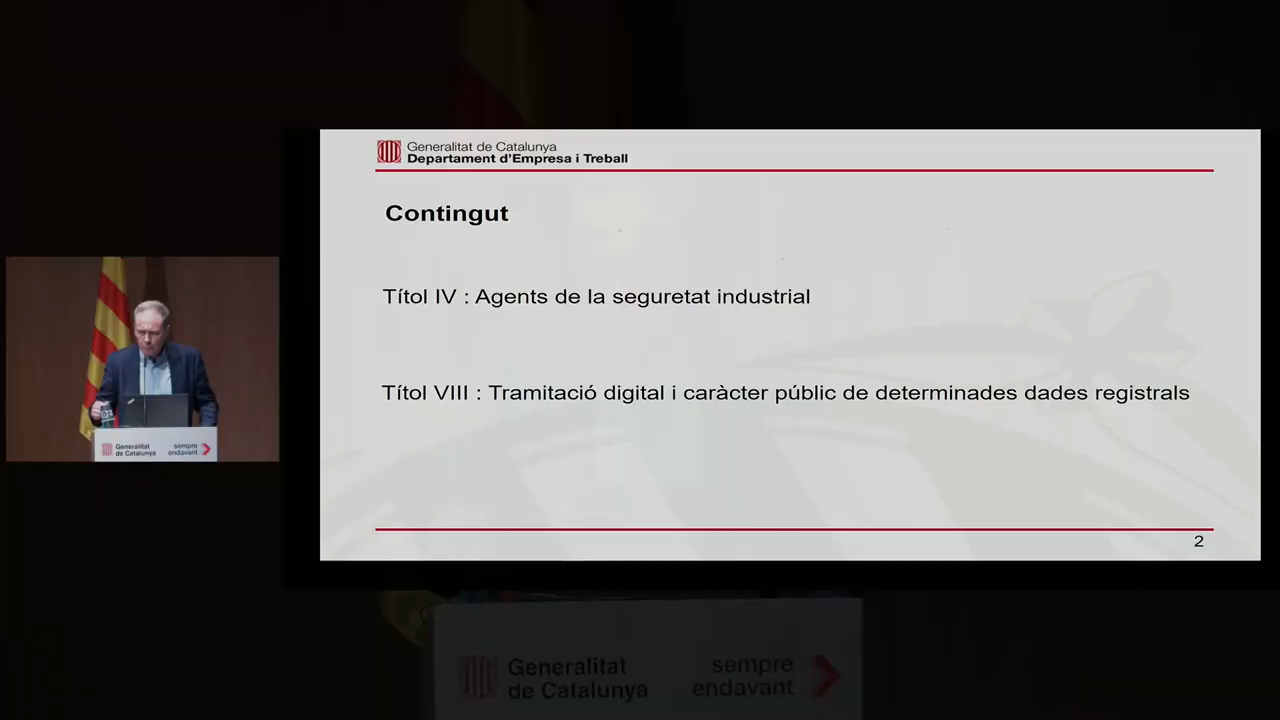 Generalitat de Catalunya
Departament d'Empresa i Treball
Contingut
Títol IV : Agents de la seguretat industrial
Títol VIII : Tramitació digital i caràcter públic de determinades dades registrals
2
Generalitat
de Catalunya
sempre
endavant
Generalitat
de Catalunya
sempre
endavant